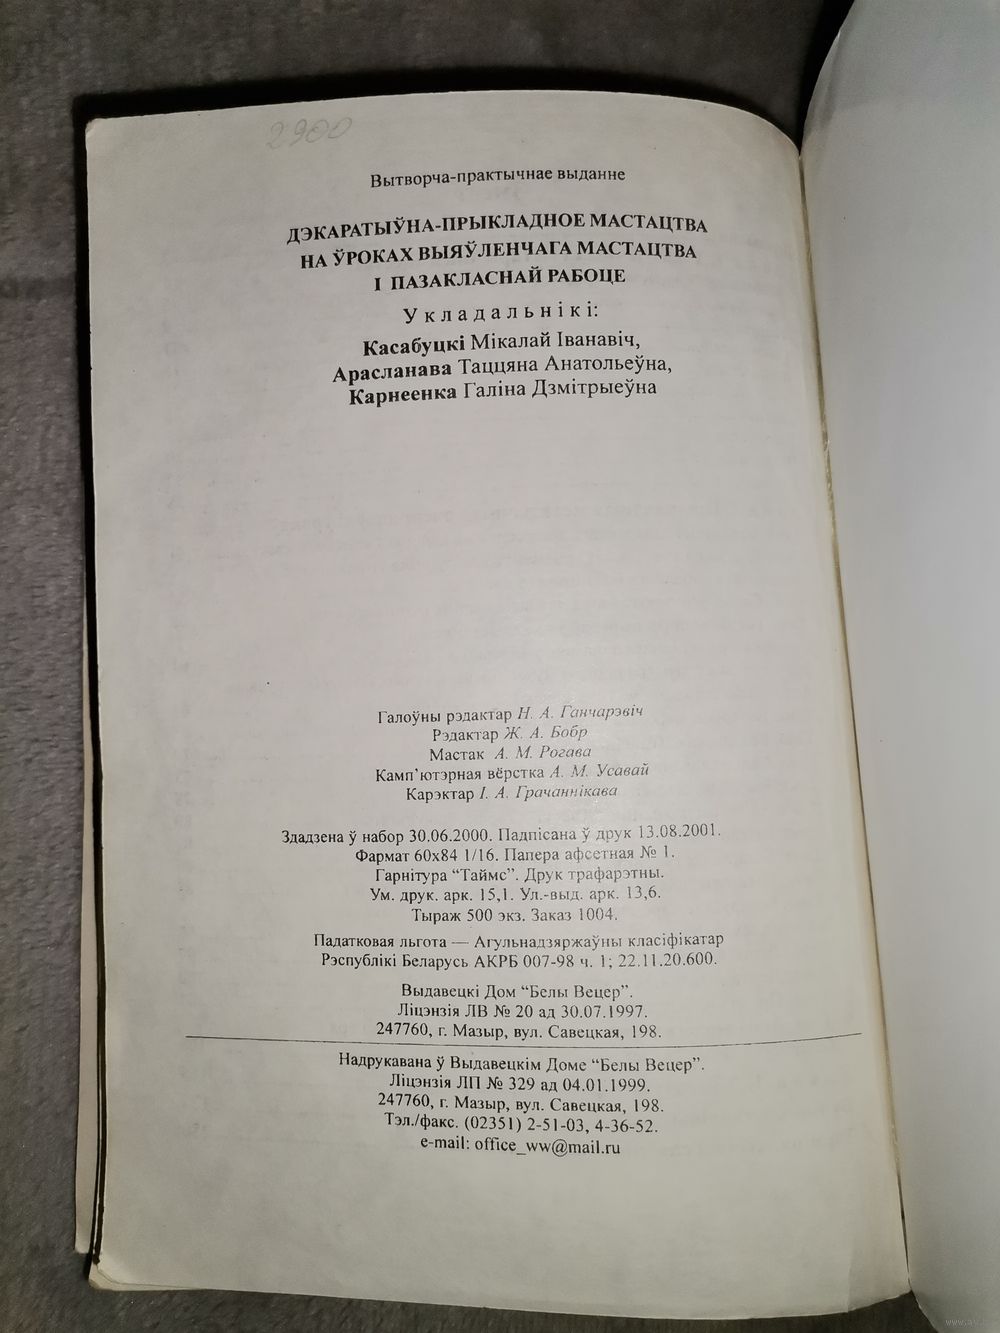 2900
Вытворча-практычнае выданне
ДЭКАРАТЫЎНА-ПРЫКЛАДНОЕ МАСТАЦТВА
НА ЎРОКАХ ВЫЯЎЛЕНЧАГА МАСТАЦТВА
І ПАЗАКЛАСНАЙ РАБОЦЕ
Укладальнікі:
Касабуцкі Мікалай Іванавіч,
Арасланава Таццяна Анатольеўна,
Карнеенка Галіна Дзмітрыеўна
Галоўны рэдактар Н. А. Ганчарэвіч
Рэдактар Ж. А. Бобр
Мастак А. М. Рогава
Камп'ютэрная вёрстка А. М. Усавай
Карэктар І. А. Грачаннікава
Здадзена ў набор 30.06.2000. Падпісана ў друк 13.08.2001.
Фармат 60х84 1/16. Папера афсетная № 1.
Гарнітура “Таймс”. Друк трафарэтны.
Ум. друк. арк. 15,1. Ул.-выд. арк. 13,6.
Тыраж 500 экз. Заказ 1004.
Падатковая льгота — Агульнадзяржаўны класіфікатар
Рэспублікі Беларусь АКРБ 007-98 ч. 1; 22.11.20.600.
Выдавецкі Дом “Белы Вецер”.
Ліцэнзія ЛВ № 20 ад 30.07.1997.
247760, г. Мазыр, вул. Савецкая, 198.
Надрукавана ў Выдавецкім Доме “Белы Вецер”.
Ліцэнзія ЛП № 329 ад 04.01.1999.
247760, г. Мазыр, вул. Савецкая, 198.
Тэл./факс. (02351) 2-51-03, 4-36-52.
e-mail: office_ww@mail.ru